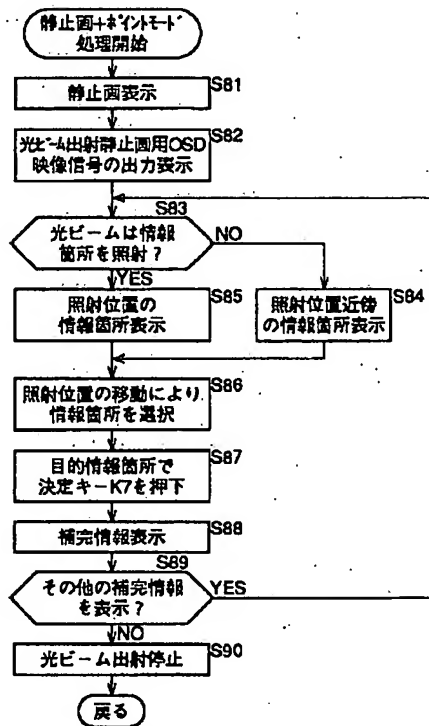 静止画+ポイントモード
処理開始
静止画表示
S81
光ビーム出射静止画用OSD
映像信号の出力表示
S82
S83
光ビームは情報
箇所を照射?
NO
YES
照射位置の
情報箇所表示
S85
照射位置近傍
の情報箇所表示
S84
照射位置の移動により
情報箇所を選択
S86
目的情報箇所で
決定キーK7を押下
S87
補完情報表示
S88
S89
その他の補完情報
を表示?
YES
NO
光ビーム出射停止
S90
戻る